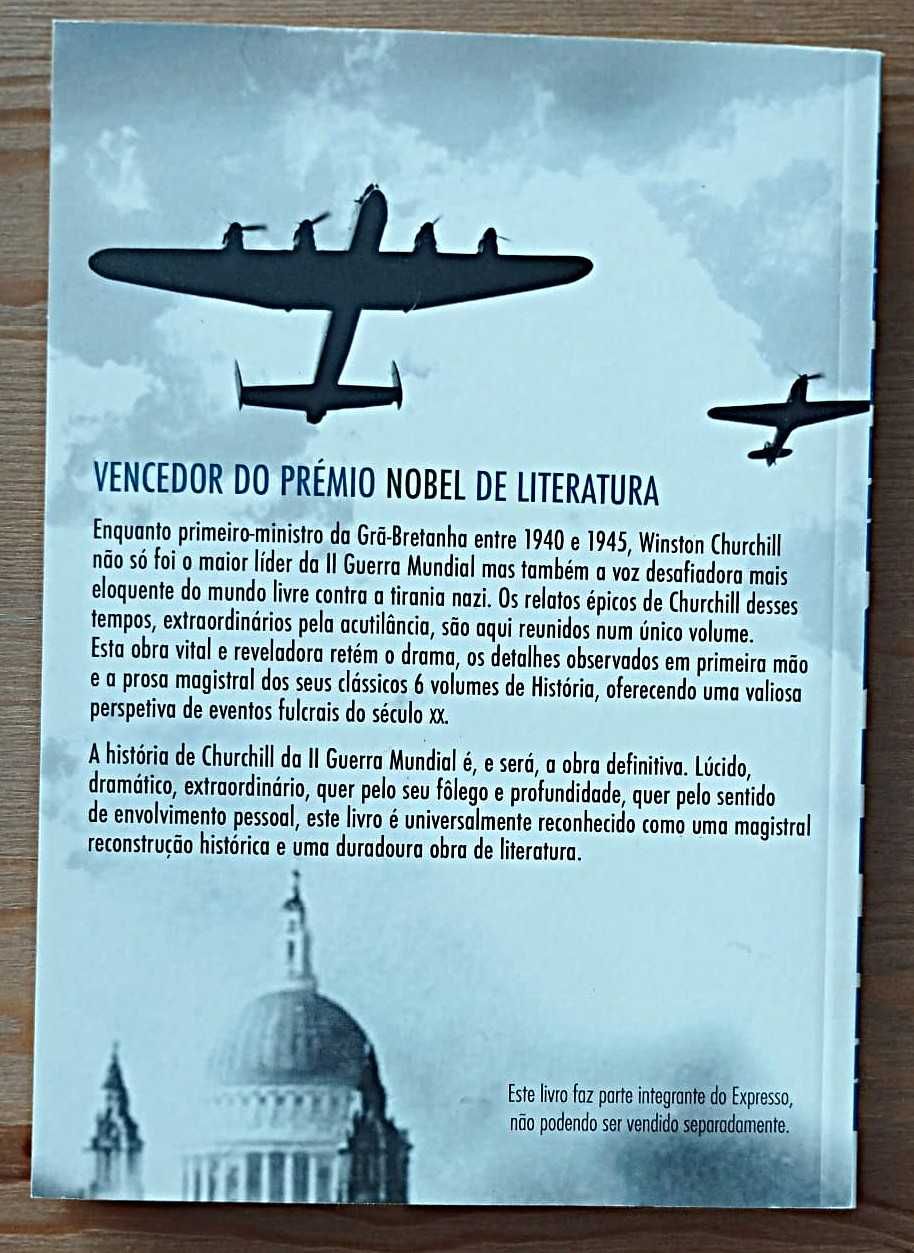 VENCEDOR DO PRÉMIO NOBEL DE LITERATURA
Enquanto primeiro-ministro da Grã-Bretanha entre 1940 e 1945, Winston Churchill
não só foi o maior líder da II Guerra Mundial mas também a voz desafiadora mais
eloquente do mundo livre contra a tirania nazi. Os relatos épicos de Churchill desses
tempos, extraordinários pela acutilância, são aqui reunidos num único volume.
Esta obra vital e reveladora retém o drama, os detalhes observados em primeira mão
e a prosa magistral dos seus clássicos 6 volumes de História, oferecendo uma valiosa
perspetiva de eventos fulcrais do século XX.
A história de Churchill da II Guerra Mundial é, e será, a obra definitiva. Lúcido,
dramático, extraordinário, quer pelo seu fôlego e profundidade, quer pelo sentido
de envolvimento pessoal, este livro é universalmente reconhecido como uma magistral
reconstrução histórica e uma duradoura obra de literatura.
Este livro faz parte integrante do Expresso,
não podendo ser vendido separadamente.